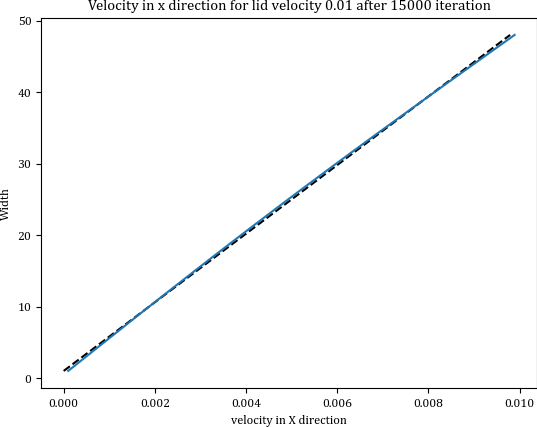 Velocity in x direction for lid velocity 0.01 after 15000 iteration
50
40
30
20
10
0
Width
0.000 0.002 0.004 0.006 0.008 0.010
velocity in X direction